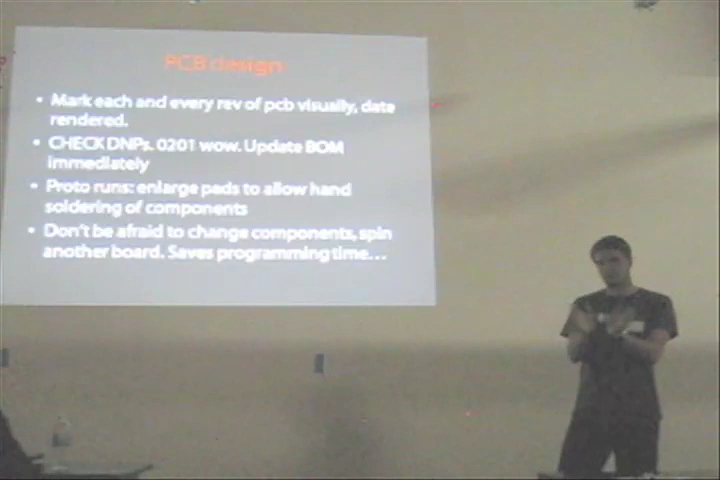 PCB design
• Mark each and every rev of pcb visually, date
rendered.
• CHECK DNPs. 0201 wow. Update BOM
immediately
• Proto runs: enlarge pads to allow hand
soldering of components
• Don't be afraid to change components, spin
another board. Saves programming time...